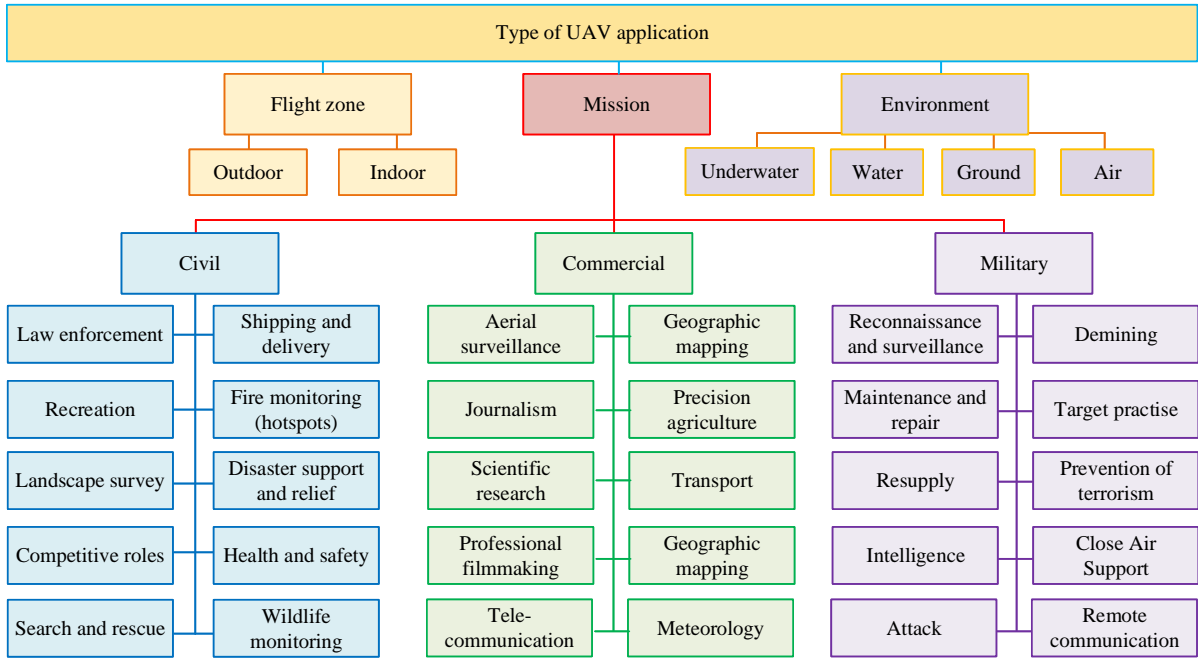 Type of UAV application
Flight zone
Mission
Environment
Outdoor
Indoor
Underwater
Water
Ground
Air
Civil
Commercial
Military
Law enforcement
Shipping and
delivery
Recreation
Fire monitoring
(hotspots)
Landscape survey
Disaster support
and relief
Competitive roles
Health and safety
Search and rescue
Wildlife
monitoring
Aerial
surveillance
Geographic
mapping
Journalism
Precision
agriculture
Scientific
research
Transport
Professional
filmmaking
Geographic
mapping
Tele-
communication
Meteorology
Reconnaissance
and surveillance
Demining
Maintenance and
repair
Target practise
Resupply
Prevention of
terrorism
Intelligence
Close Air
Support
Attack
Remote
communication